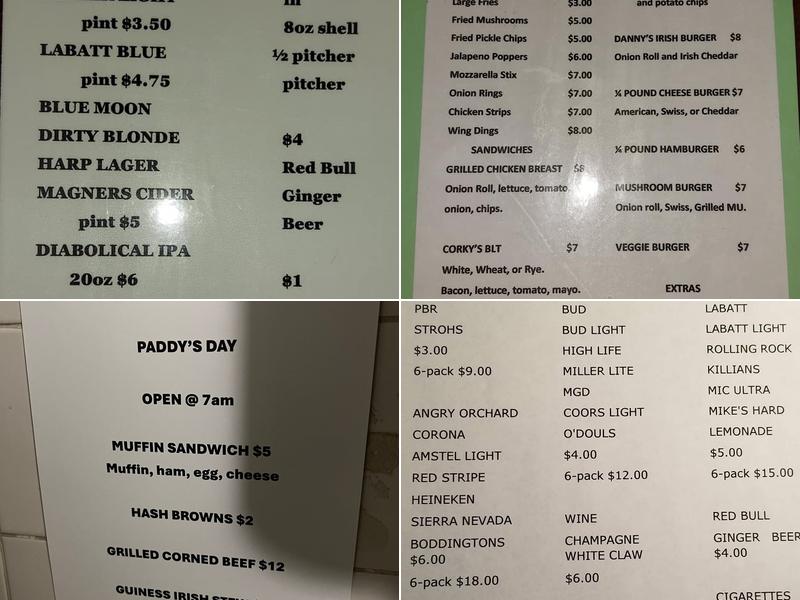 pint $3.50
8oz shell
LABATT BLUE
½ pitcher
pint $4.75
pitcher
BLUE MOON
DIRTY BLONDE
$4
HARP LAGER
Red Bull
MAGNERS CIDER
Ginger
pint $5
Beer
DIABOLICAL IPA
20oz $6
$1
Large Fries $3.00
and potato chips
Fried Mushrooms $5.00
Fried Pickle Chips $5.00
DANNY'S IRISH BURGER $8
Jalapeno Poppers $6.00
Onion Roll and Irish Cheddar
Mozzarella Stix $7.00
Onion Rings $7.00
¼ POUND CHEESE BURGER $7
Chicken Strips $7.00
American, Swiss, or Cheddar
Wing Dings $8.00
SANDWICHES
¼ POUND HAMBURGER $6
GRILLED CHICKEN BREAST $8
Onion Roll, lettuce, tomato,
MUSHROOM BURGER $7
onion, chips.
Onion roll, Swiss, Grilled MU.
CORKY'S BLT $7
VEGGIE BURGER $7
White, Wheat, or Rye.
Bacon, lettuce, tomato, mayo.
EXTRAS
PADDY'S DAY
OPEN @ 7am
MUFFIN SANDWICH $5
Muffin, ham, egg, cheese
HASH BROWNS $2
GRILLED CORNED BEEF $12
GUINESS IRISH
PBR
STROHS
$3.00
6-pack $9.00
BUD
BUD LIGHT
HIGH LIFE
MILLER LITE
MGD
COORS LIGHT
O'DOULS
$4.00
6-pack $12.00
LABATT
LABATT LIGHT
ROLLING ROCK
KILLIANS
MIC ULTRA
MIKE'S HARD
LEMONADE
$5.00
6-pack $15.00
ANGRY ORCHARD
CORONA
AMSTEL LIGHT
RED STRIPE
HEINEKEN
SIERRA NEVADA
BODDINGTONS
$6.00
6-pack $18.00
WINE
CHAMPAGNE
WHITE CLAW
$6.00
RED BULL
GINGER BEER
$4.00
CIGARETTES